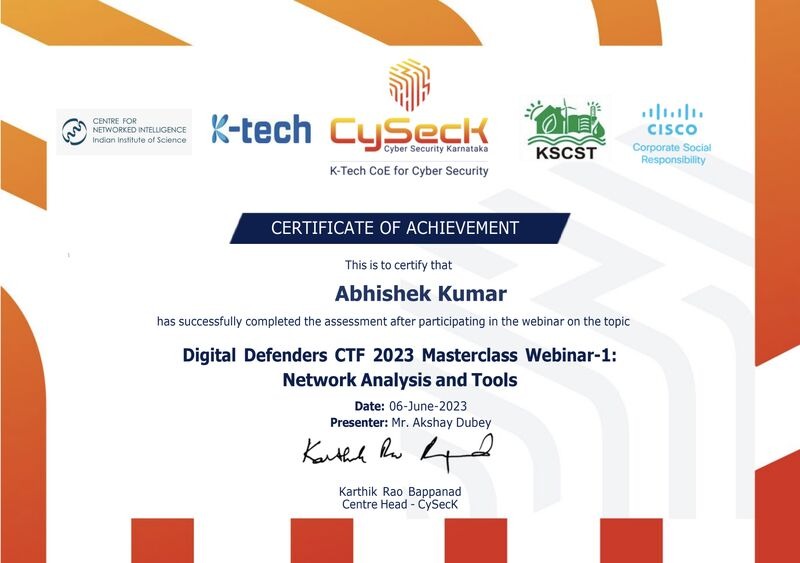 CENTRE FOR
NETWORKED INTELLIGENCE
Indian Institute of Science
K-tech
CySecK
Cyber Security Karnataka
K-Tech CoE for Cyber Security
KSCST
CISCO
Corporate Social
Responsibility
CERTIFICATE OF ACHIEVEMENT
1
This is to certify that
Abhishek Kumar
has successfully completed the assessment after participating in the webinar on the topic
Digital Defenders CTF 2023 Masterclass Webinar-1:
Network Analysis and Tools
Date: 06-June-2023
Presenter: Mr. Akshay Dubey
Karthik Rao Bappanad
Centre Head - CySecK